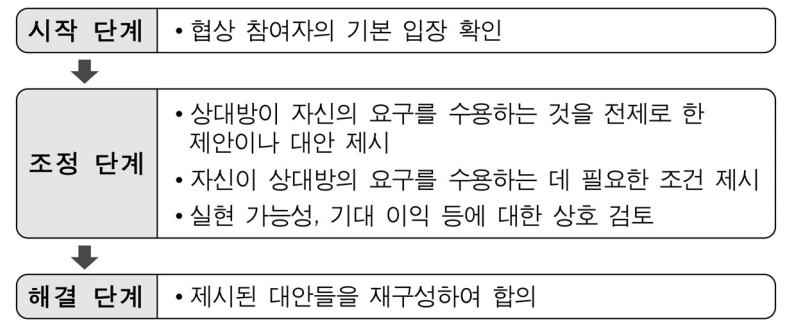 시작 단계
• 협상 참여자의 기본 입장 확인
조정 단계
• 상대방이 자신의 요구를 수용하는 것을 전제로 한
제안이나 대안 제시
• 자신이 상대방의 요구를 수용하는 데 필요한 조건 제시
• 실현 가능성, 기대 이익 등에 대한 상호 검토
해결 단계
• 제시된 대안들을 재구성하여 합의